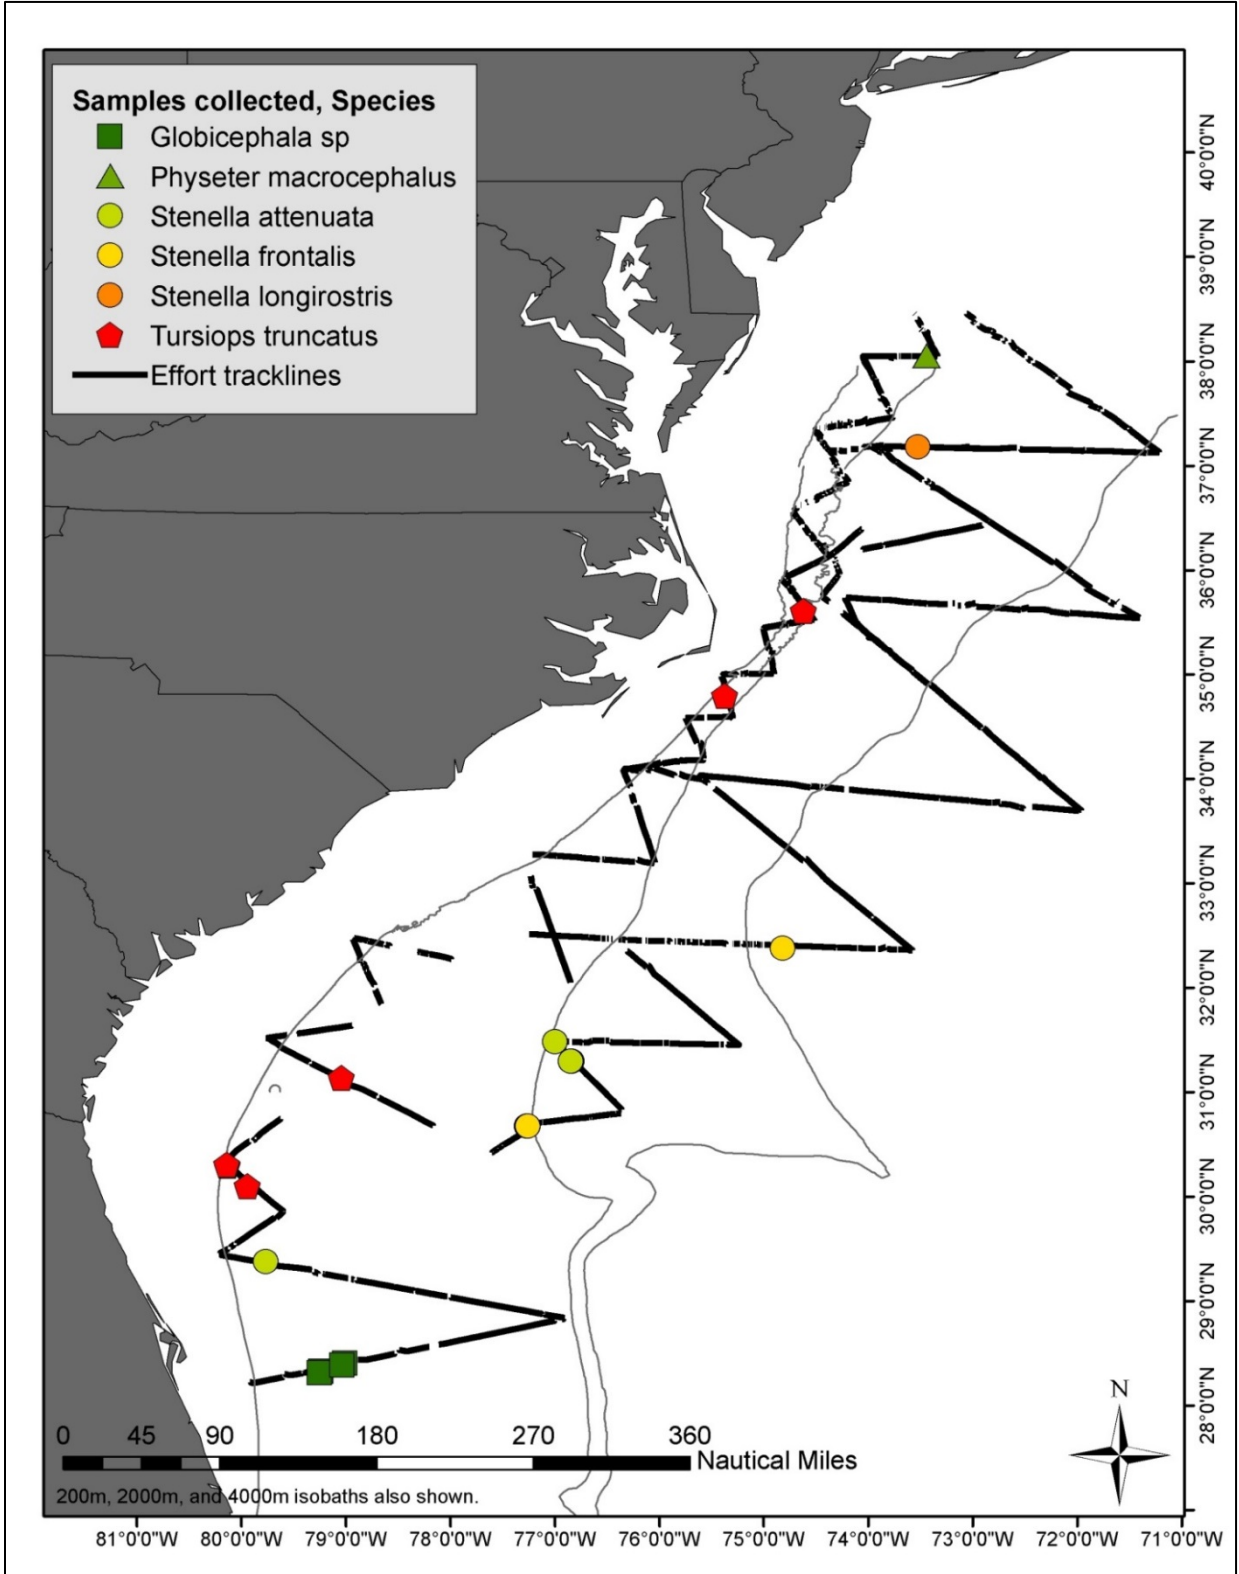 Samples collected, Species
Globicephala sp
Physeter macrocephalus
Stenella attenuata
Stenella frontalis
Stenella longirostris
Tursiops truncatus
Effort tracklines
40°0'0"N
39°0'0"N
38°0'0"N
37°0'0"N
36°0'0"N
35°0'0"N
34°0'0"N
33°0'0"N
32°0'0"N
31°0'0"N
30°0'0"N
29°0'0"N
28°0'0"N
N
0 45 90 180 270 360
Nautical Miles
200m, 2000m, and 4000m isobaths also shown.
81°0'0"W 80°0'0"W 79°0'0"W 78°0'0"W 77°0'0"W 76°0'0"W 75°0'0"W 74°0'0"W 73°0'0"W 72°0'0"W 71°0'0"W